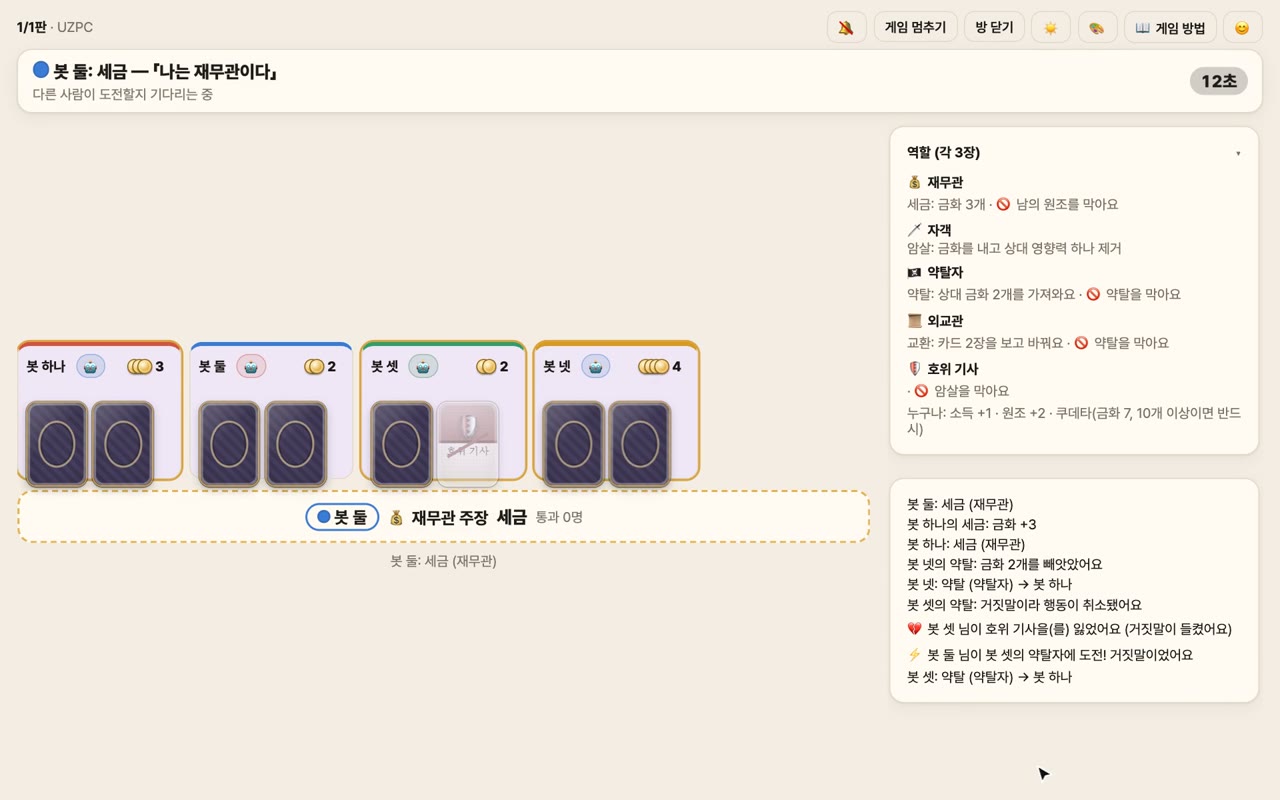 1/1판 · UZPC
게임 멈추기
방 닫기
게임 방법
봇 둘: 세금 — 「나는 재무관이다」
다른 사람이 도전할지 기다리는 중
12초
봇 하나 3
봇 둘 2
봇 셋 2
봇 넷 4
호위 기사
봇 둘 재무관 주장 세금 통과 0명
봇 둘: 세금 (재무관)
역할 (각 3장)
재무관
세금: 금화 3개 · 남의 원조를 막아요
자객
암살: 금화를 내고 상대 영향력 하나 제거
약탈자
약탈: 상대 금화 2개를 가져와요 · 약탈을 막아요
외교관
교환: 카드 2장을 보고 바꿔요 · 약탈을 막아요
호위 기사
· 암살을 막아요
누구나: 소득 +1 · 원조 +2 · 쿠데타(금화 7, 10개 이상이면 반드
시)
봇 둘: 세금 (재무관)
봇 하나의 세금: 금화 +3
봇 하나: 세금 (재무관)
봇 넷의 약탈: 금화 2개를 빼앗았어요
봇 넷: 약탈 (약탈자) → 봇 하나
봇 셋의 약탈: 거짓말이라 행동이 취소됐어요
봇 셋 님이 호위 기사을(를) 잃었어요 (거짓말이 들켰어요)
봇 둘 님이 봇 셋의 약탈자에 도전! 거짓말이었어요
봇 셋: 약탈 (약탈자) → 봇 하나